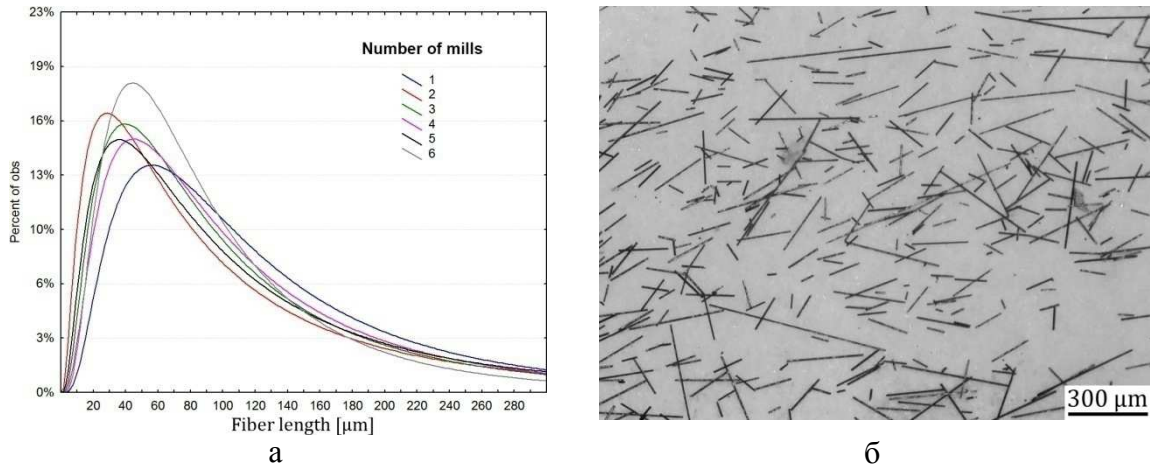 23%
19%
16%
13%
10%
6%
3%
0%
Percent of obs
Number of mills
1
2
3
4
5
6
20 40 60 80 100 120 140 160 180 200 220 240 260 280
Fiber length [µm]
300 µm
а
б